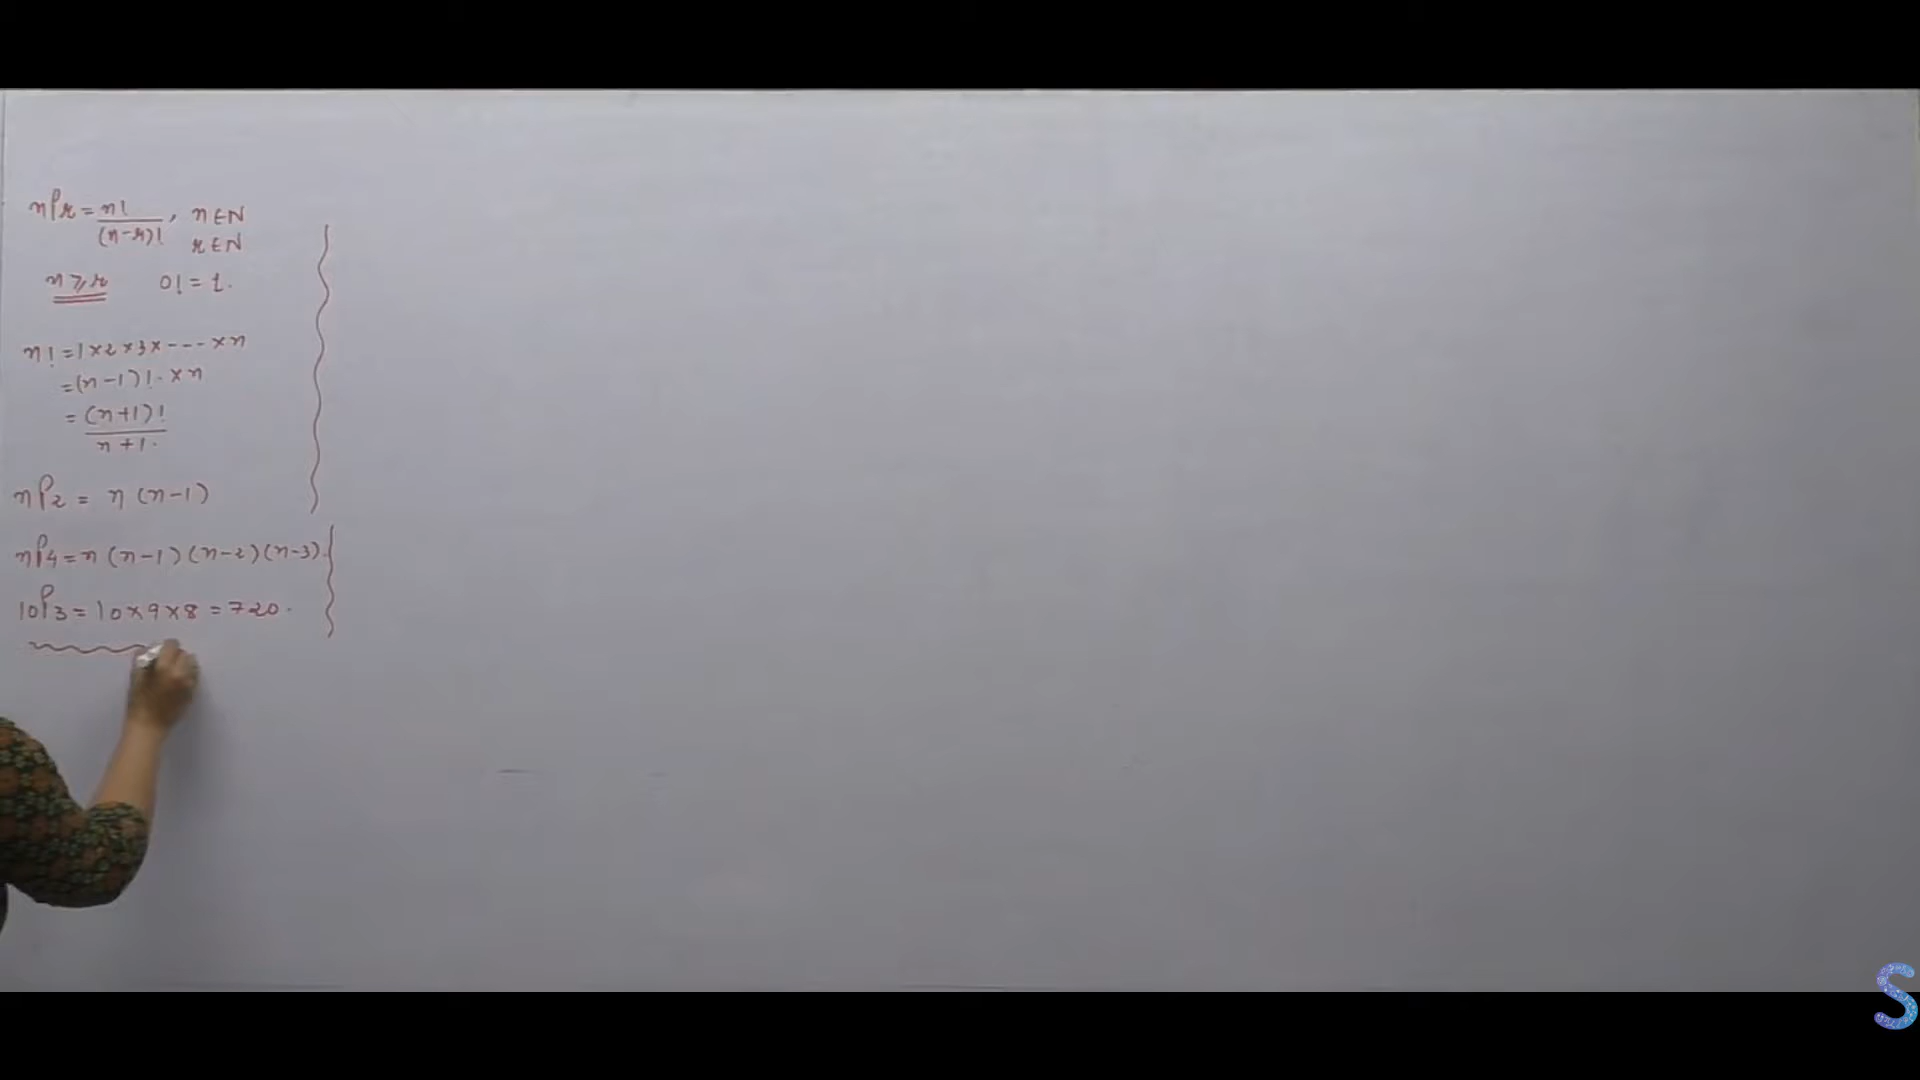 nPr = n! / (n-r)! , n∈N
r∈N
n⩾r 0! = 1.
n! = 1×2×3×----×n
= (n-1)!.×n
= (n+1)! / n+1.
nP2 = n (n-1)
nP4 = n (n-1) (n-2) (n-3).
10P3 = 10×9×8 = 720.
S